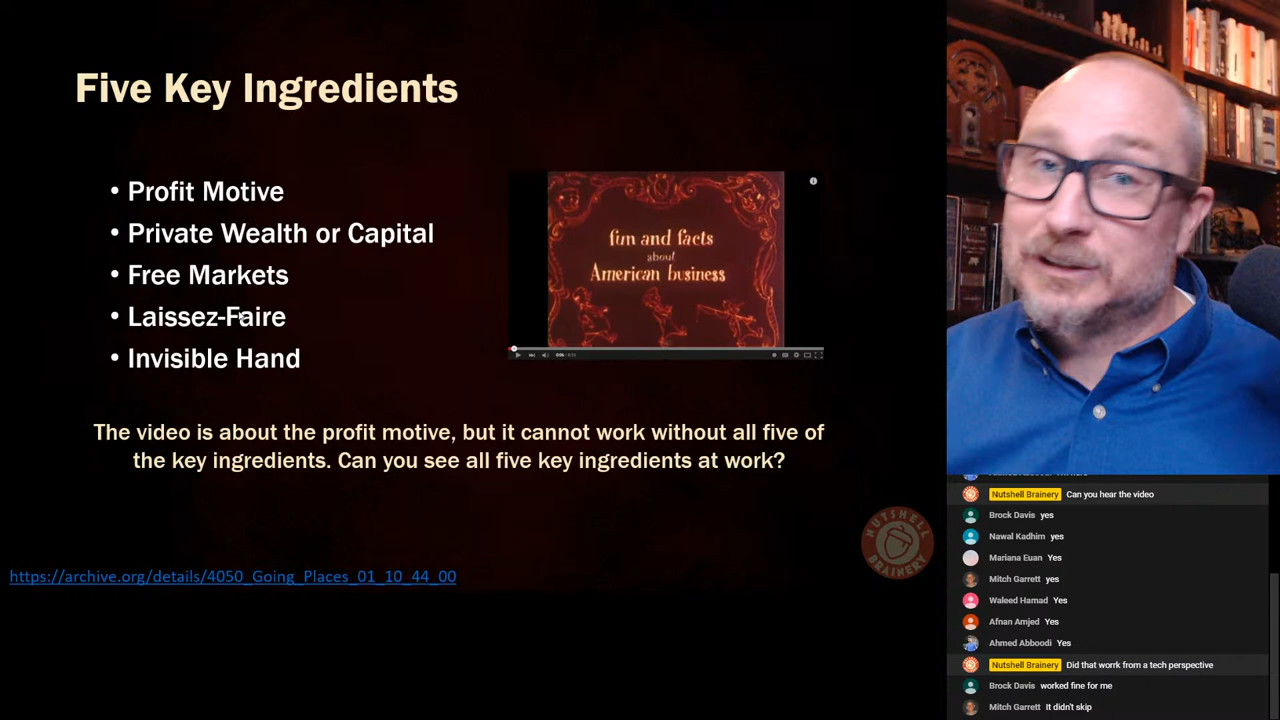 Five Key Ingredients
• Profit Motive
• Private Wealth or Capital
• Free Markets
• Laissez-Faire
• Invisible Hand
fun and facts
about
American business
The video is about the profit motive, but it cannot work without all five of
the key ingredients. Can you see all five key ingredients at work?
NUTSHELL
BRAINERY
https://archive.org/details/4050_Going_Places_01_10_44_00
Nutshell Brainery Can you hear the video
Brock Davis yes
Nawal Kadhim yes
Mariana Euan Yes
Mitch Garrett yes
Waleed Hamad Yes
Afnan Amjed Yes
Ahmed Abboodi Yes
Nutshell Brainery Did that worrk from a tech perspective
Brock Davis worked fine for me
Mitch Garrett It didn't skip